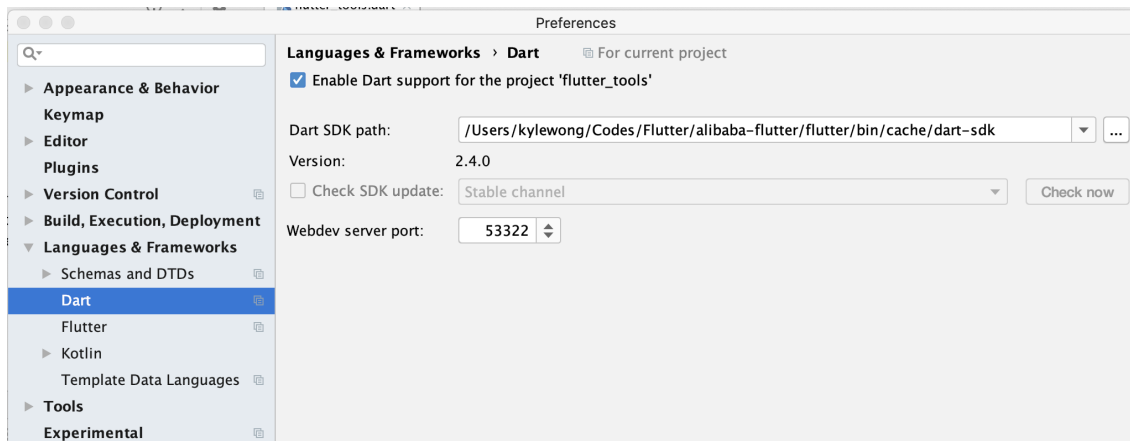 Preferences
Languages & Frameworks › Dart For current project
Enable Dart support for the project 'flutter_tools'
Appearance & Behavior
Keymap
Editor
Plugins
Version Control
Build, Execution, Deployment
Languages & Frameworks
Schemas and DTDs
Dart
Flutter
Kotlin
Template Data Languages
Tools
Experimental
Dart SDK path: /Users/kylewong/Codes/Flutter/alibaba-flutter/flutter/bin/cache/dart-sdk ...
Version: 2.4.0
Check SDK update: Stable channel Check now
Webdev server port: 53322